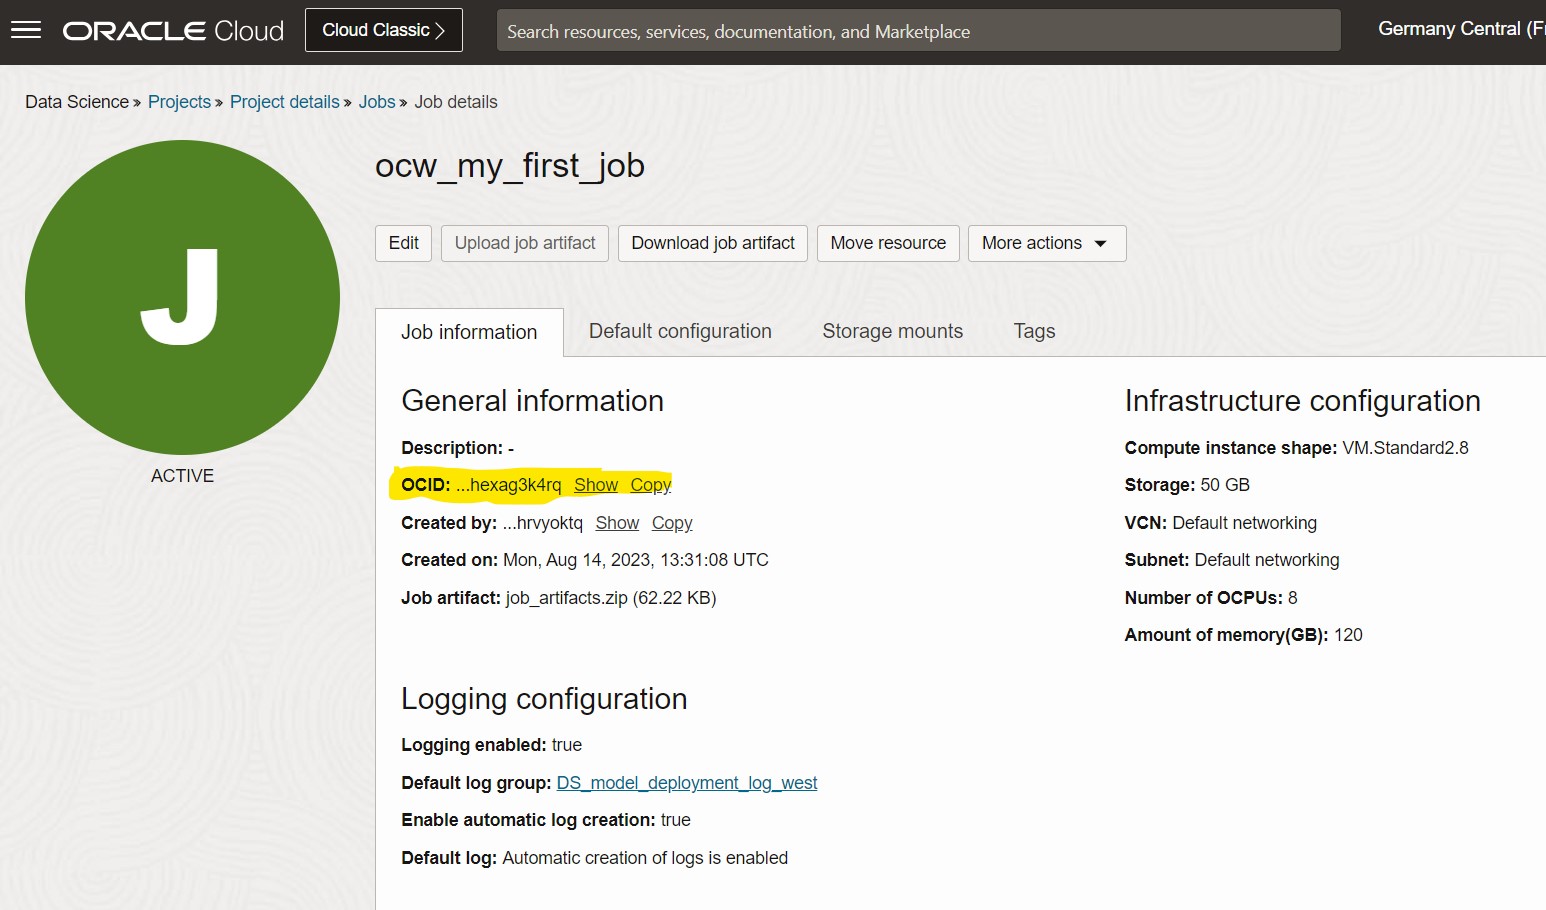 ORACLE Cloud
Cloud Classic >
Search resources, services, documentation, and Marketplace
Germany Central (F
Data Science » Projects » Project details » Jobs » Job details
J
ACTIVE
ocw_my_first_job
Edit
Upload job artifact
Download job artifact
Move resource
More actions
Job information
Default configuration
Storage mounts
Tags
General information
Description: -
OCID: ...hexag3k4rq Show Copy
Created by: ...hrvyoktq Show Copy
Created on: Mon, Aug 14, 2023, 13:31:08 UTC
Job artifact: job_artifacts.zip (62.22 KB)
Infrastructure configuration
Compute instance shape: VM.Standard2.8
Storage: 50 GB
VCN: Default networking
Subnet: Default networking
Number of OCPUs: 8
Amount of memory(GB): 120
Logging configuration
Logging enabled: true
Default log group: DS_model_deployment_log_west
Enable automatic log creation: true
Default log: Automatic creation of logs is enabled